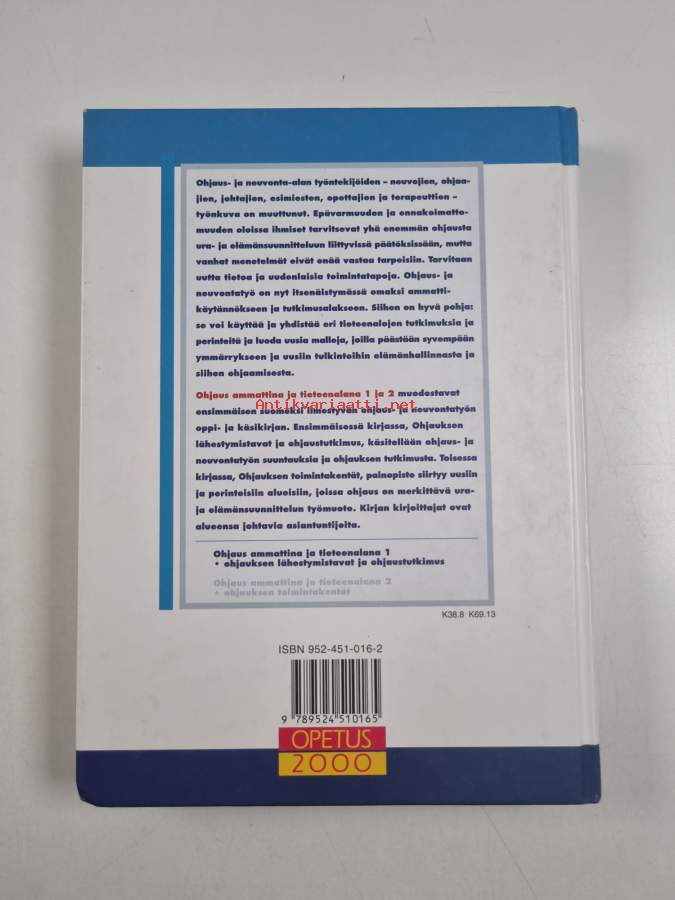 Ohjaus- ja neuvonta-alan työntekijöiden – neuvojien, ohjaa-
jien, johtajien, esimiesten, opettajien ja terapeuttien –
työnkuva on muuttunut. Epävarmuuden ja ennakoimatto-
muuden oloissa ihmiset tarvitsevat yhä enemmän ohjausta
ura- ja elämänsuunnitteluun liittyvissä päätöksissään, mutta
vanhat menetelmät eivät enää vastaa tarpeisiin. Tarvitaan
uutta tietoa ja uudenlaisia toimintatapoja. Ohjaus- ja
neuvontatyö on nyt itsenäistymässä omaksi ammatti-
käytännökseen ja tutkimusalakseen. Siihen on hyvä pohja:
se voi käyttää ja yhdistää eri tieteenalojen tutkimuksia ja
perinteitä ja luoda uusia malleja, joilla päästään syvempään
ymmärrykseen ja uusiin tulkintoihin elämänhallinnasta ja
siihen ohjaamisesta.
Ohjaus ammattina ja tieteenalana 1 ja 2 muodostavat
Antikvariaatti.net
ensimmäisen suomeksi ilmestyvän ohjaus- ja neuvontatyön
oppi- ja käsikirjan. Ensimmäisessä kirjassa, Ohjauksen
lähestymistavat ja ohjaustutkimus, käsitellään ohjaus- ja
neuvontatyön suuntauksia ja ohjauksen tutkimusta. Toisessa
kirjassa, Ohjauksen toimintakentät, painopiste siirtyy uusiin
ja perinteisiin alueisiin, joissa ohjaus on merkittävä ura-
ja elämänsuunnittelun työmuoto. Kirjan kirjoittajat ovat
alueensa johtavia asiantuntijoita.
Ohjaus ammattina ja tieteenalana 1
• ohjauksen lähestymistavat ja ohjaustutkimus
Ohjaus ammattina ja tieteenalana 2
• ohjauksen toimintakentät
K38.8 K69.13
ISBN 952-451-016-2
9 789524 510165
OPETUS
2000